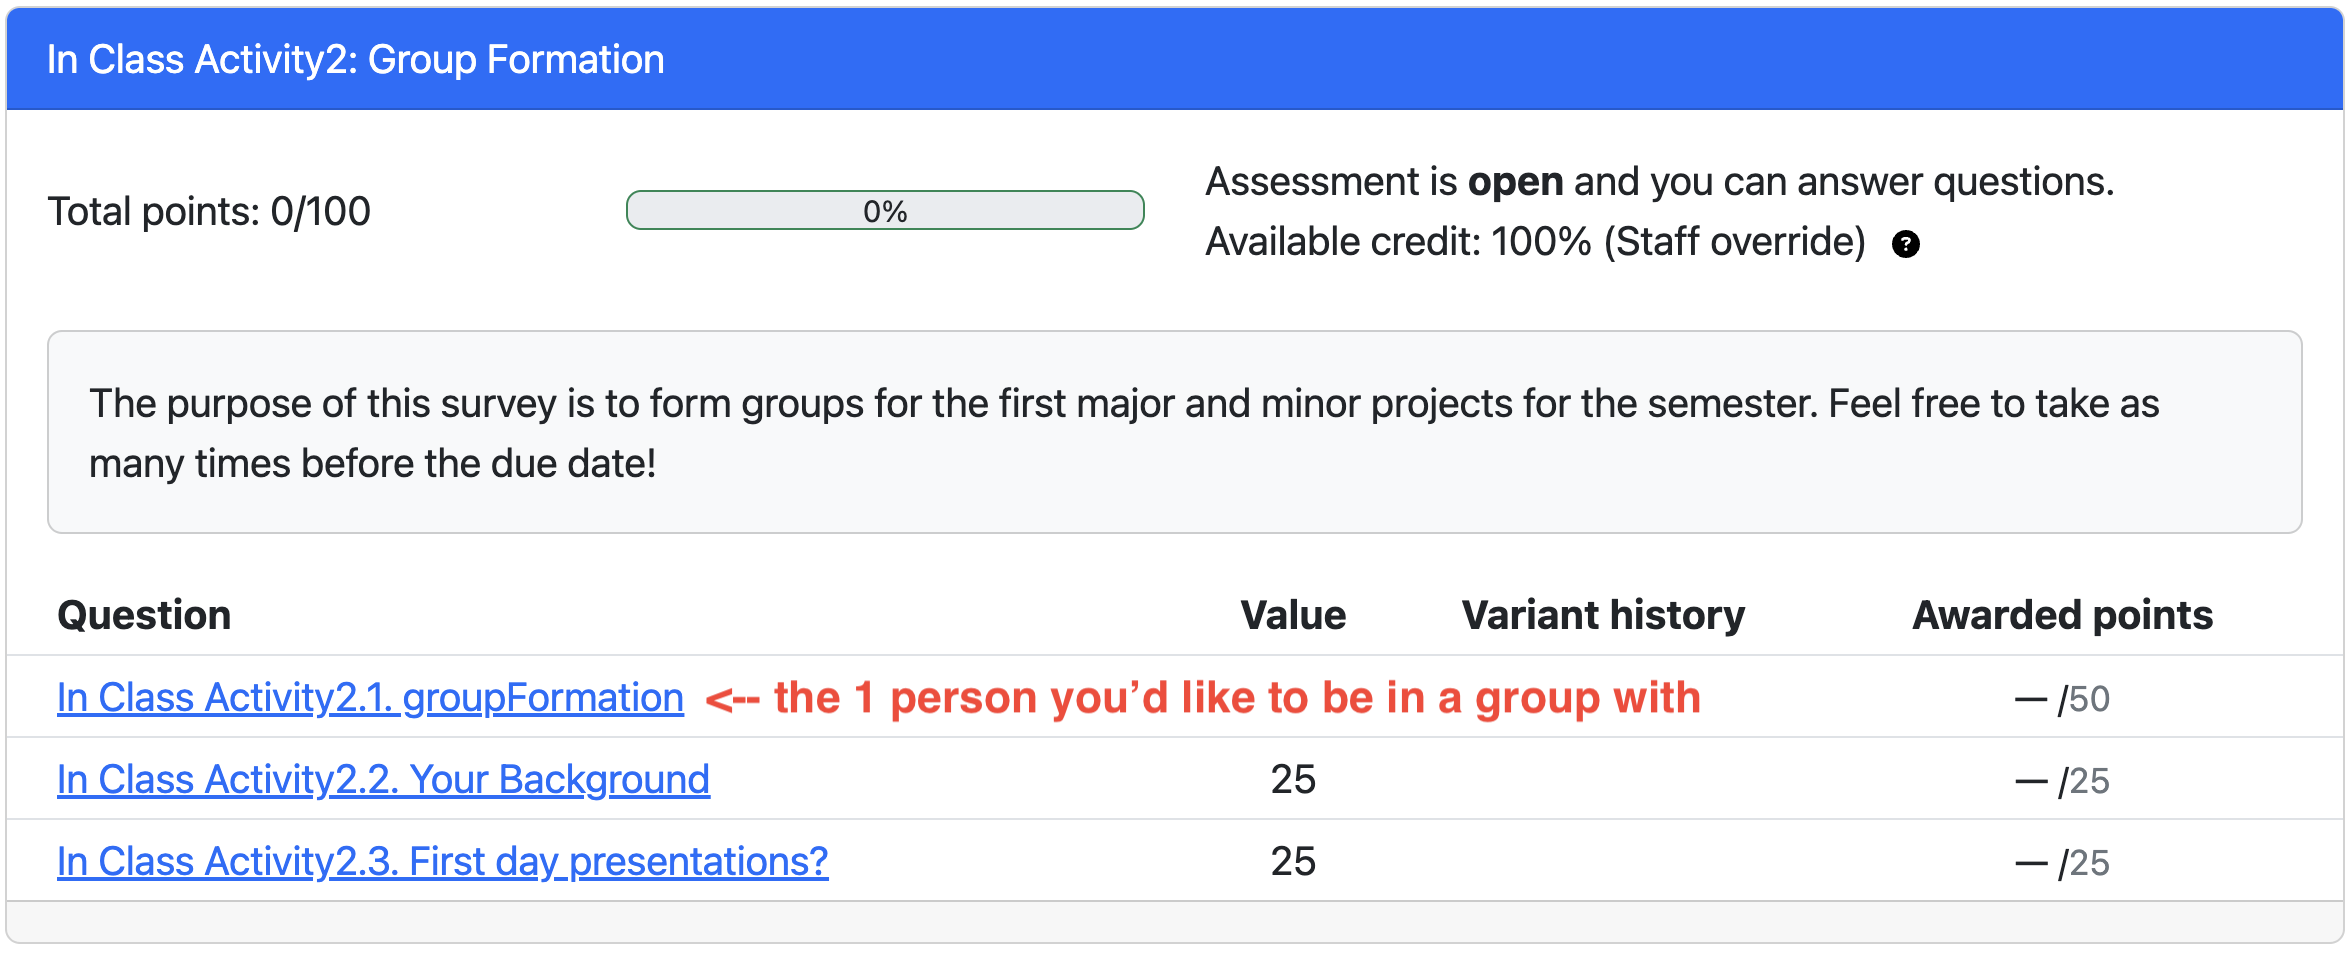 In Class Activity2: Group Formation
Total points: 0/100
0%
Assessment is open and you can answer questions.
Available credit: 100% (Staff override) ?
The purpose of this survey is to form groups for the first major and minor projects for the semester. Feel free to take as
many times before the due date!
Question Value Variant history Awarded points
In Class Activity2.1. groupFormation <-- the 1 person you’d like to be in a group with — /50
In Class Activity2.2. Your Background 25 — /25
In Class Activity2.3. First day presentations? 25 — /25